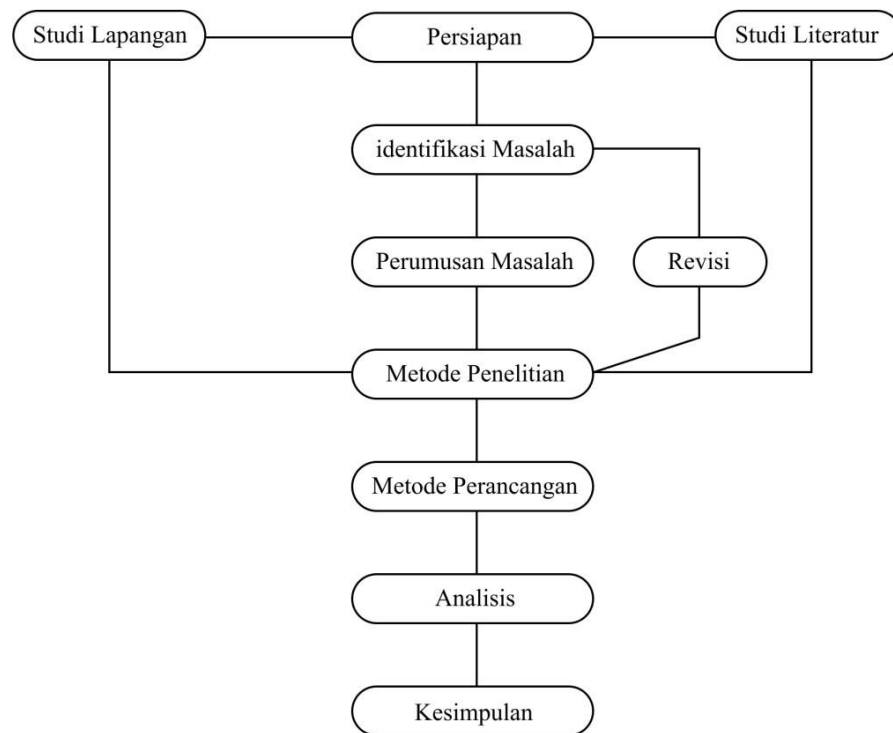 Studi Lapangan
Persiapan
Studi Literatur
identifikasi Masalah
Perumusan Masalah
Revisi
Metode Penelitian
Metode Perancangan
Analisis
Kesimpulan